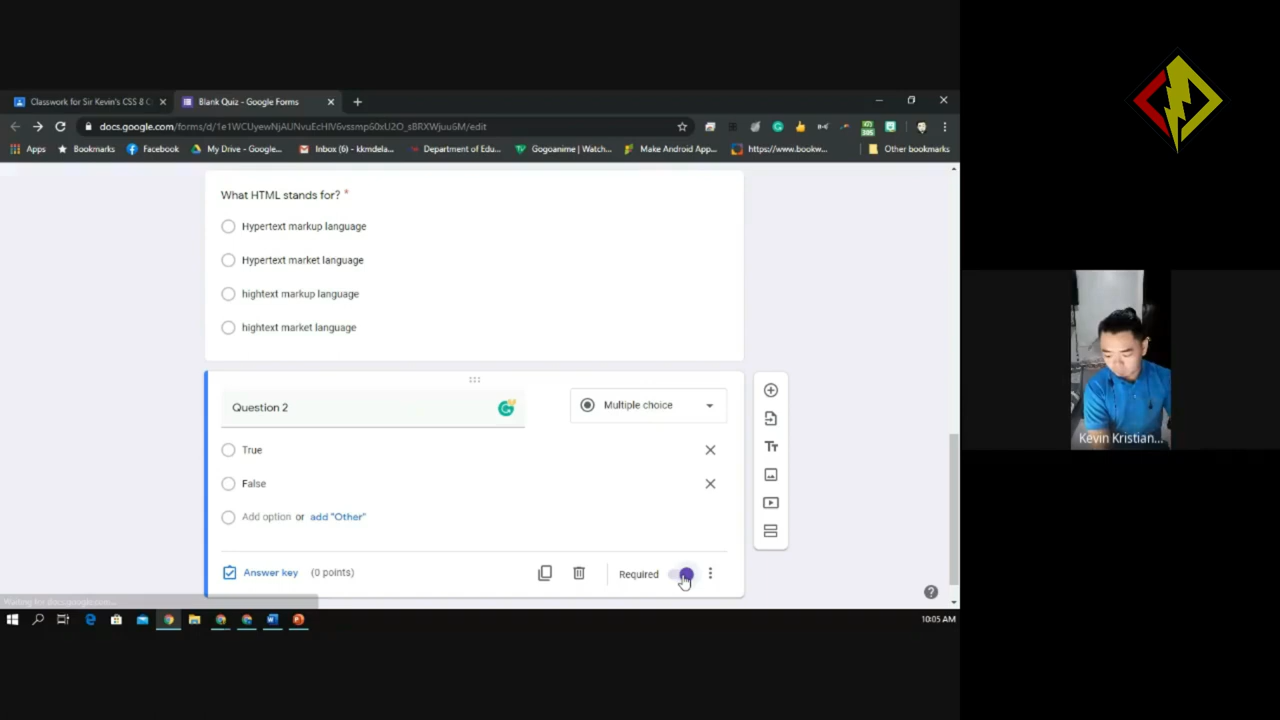 Classwork for Sir Kevin's CSS 8 C
Blank Quiz - Google Forms
Apps
Bookmarks
Facebook
My Drive - Google...
Inbox (6) - kkmdela...
Department of Edu...
Gogoanime | Watch...
Make Android App...
https://www.bookw...
Other bookmarks
What HTML stands for? *
Hypertext markup language
Hypertext market language
hightext markup language
hightext market language
Question 2
Multiple choice
True
False
Add option or add "Other"
Answer key (0 points)
Required
Waiting for docs.google.com...
10:05 AM
Kevin Kristian...